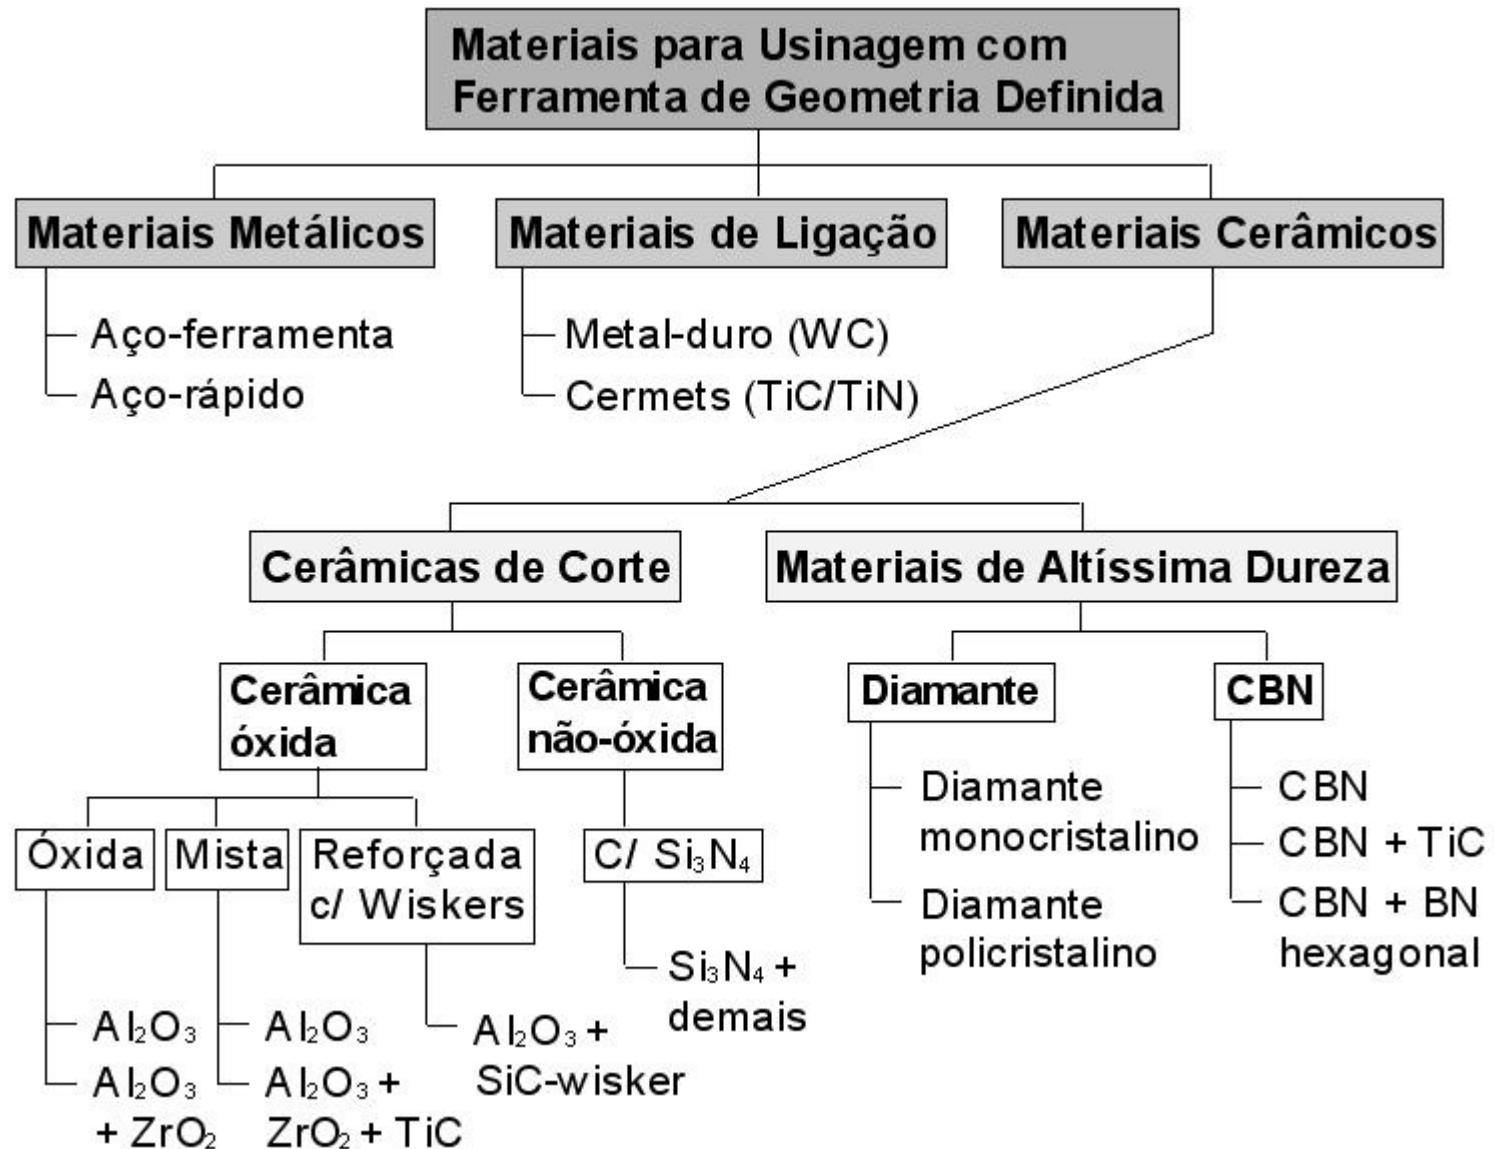 Materiais para Usinagem com
Ferramenta de Geometria Definida
Materiais Metálicos
Aço-ferramenta
Aço-rápido
Materiais de Ligação
Metal-duro (WC)
Cermets (TiC/TiN)
Materiais Cerâmicos
Cerâmicas de Corte
Cerâmica
óxida
Óxida
Al₂O₃
Al₂O₃
+ ZrO₂
Mista
Al₂O₃
Al₂O₃ +
ZrO₂ + TiC
Reforçada
c/ Wiskers
Al₂O₃ +
SiC-wisker
Cerâmica
não-óxida
C/ Si₃N₄
Si₃N₄ +
demais
Materiais de Altíssima Dureza
Diamante
Diamante
monocristalino
Diamante
policristalino
CBN
CBN
CBN + TiC
CBN + BN
hexagonal